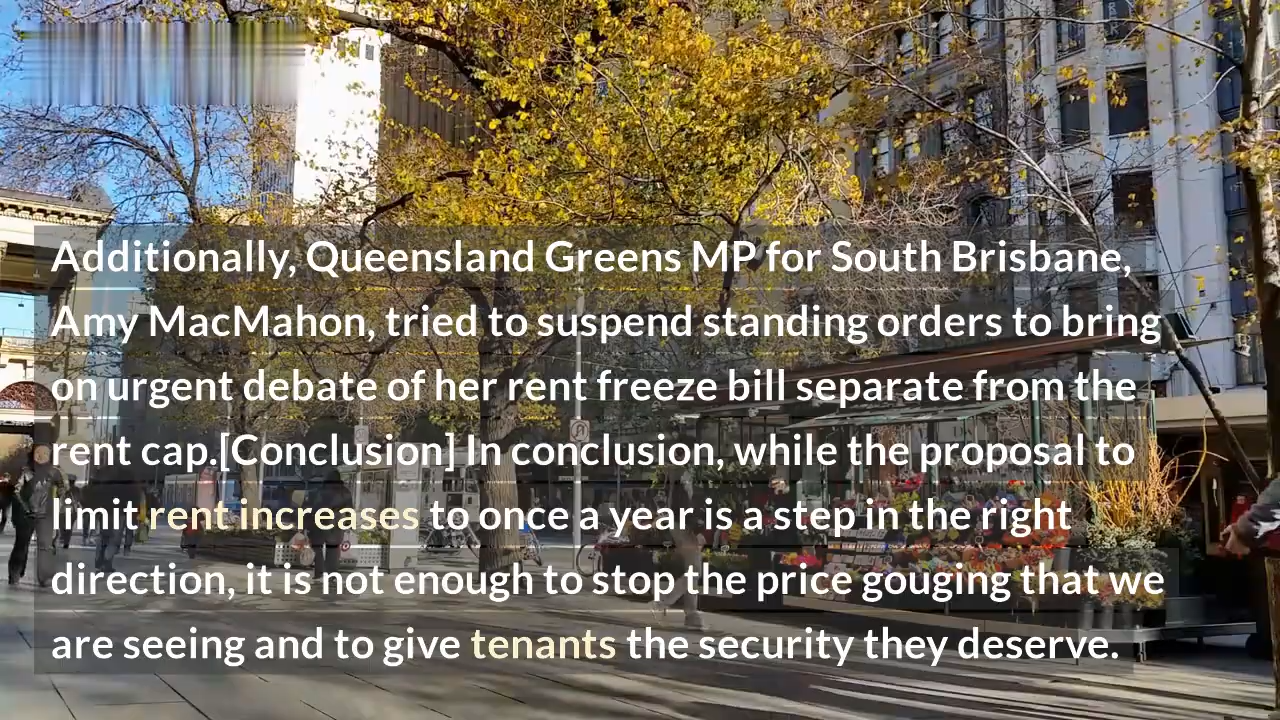 Additionally, Queensland Greens MP for South Brisbane,
Amy MacMahon, tried to suspend standing orders to bring
on urgent debate of her rent freeze bill separate from the
rent cap.[Conclusion] In conclusion, while the proposal to
limit rent increases to once a year is a step in the right
direction, it is not enough to stop the price gouging that we
are seeing and to give tenants the security they deserve.